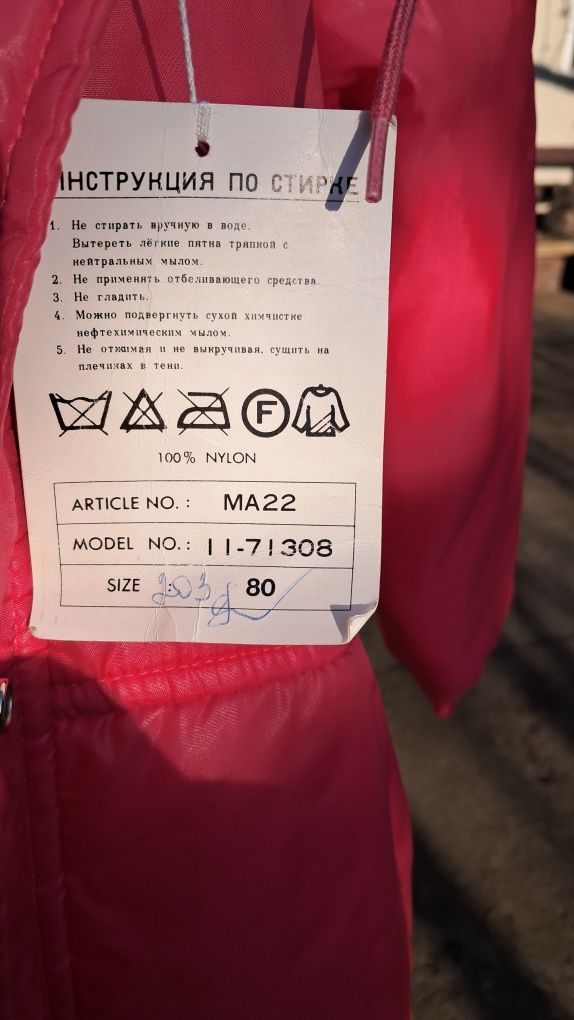 ИНСТРУКЦИЯ ПО СТИРКЕ
1. Не стирать вручную в воде.
Вытереть лёгкие пятна тряпкой с
нейтральным мылом.
2. Не применять отбеливающего средства.
3. Не гладить.
4. Можно подвергнуть сухой химчистке
нефтехимическим мылом.
5. Не отжимая и не выкручивая, сушить на
плечиках в тени.
F
100% NYLON
ARTICLE NO. : MA22
MODEL NO. : 11-71308
SIZE : 80